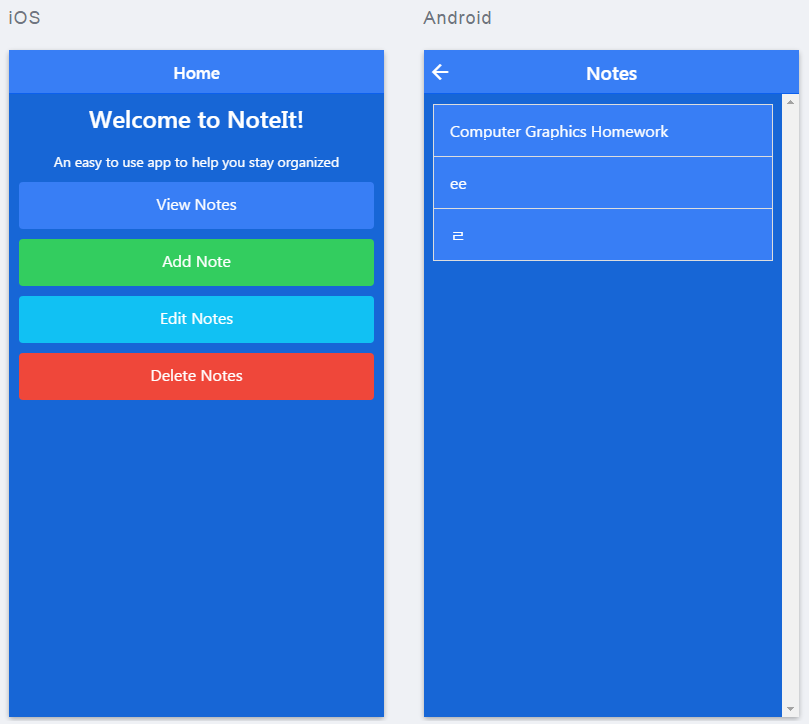 iOS
Home
Welcome to NoteIt!
An easy to use app to help you stay organized
View Notes
Add Note
Edit Notes
Delete Notes
Android
Notes
Computer Graphics Homework
ee
ㄹ